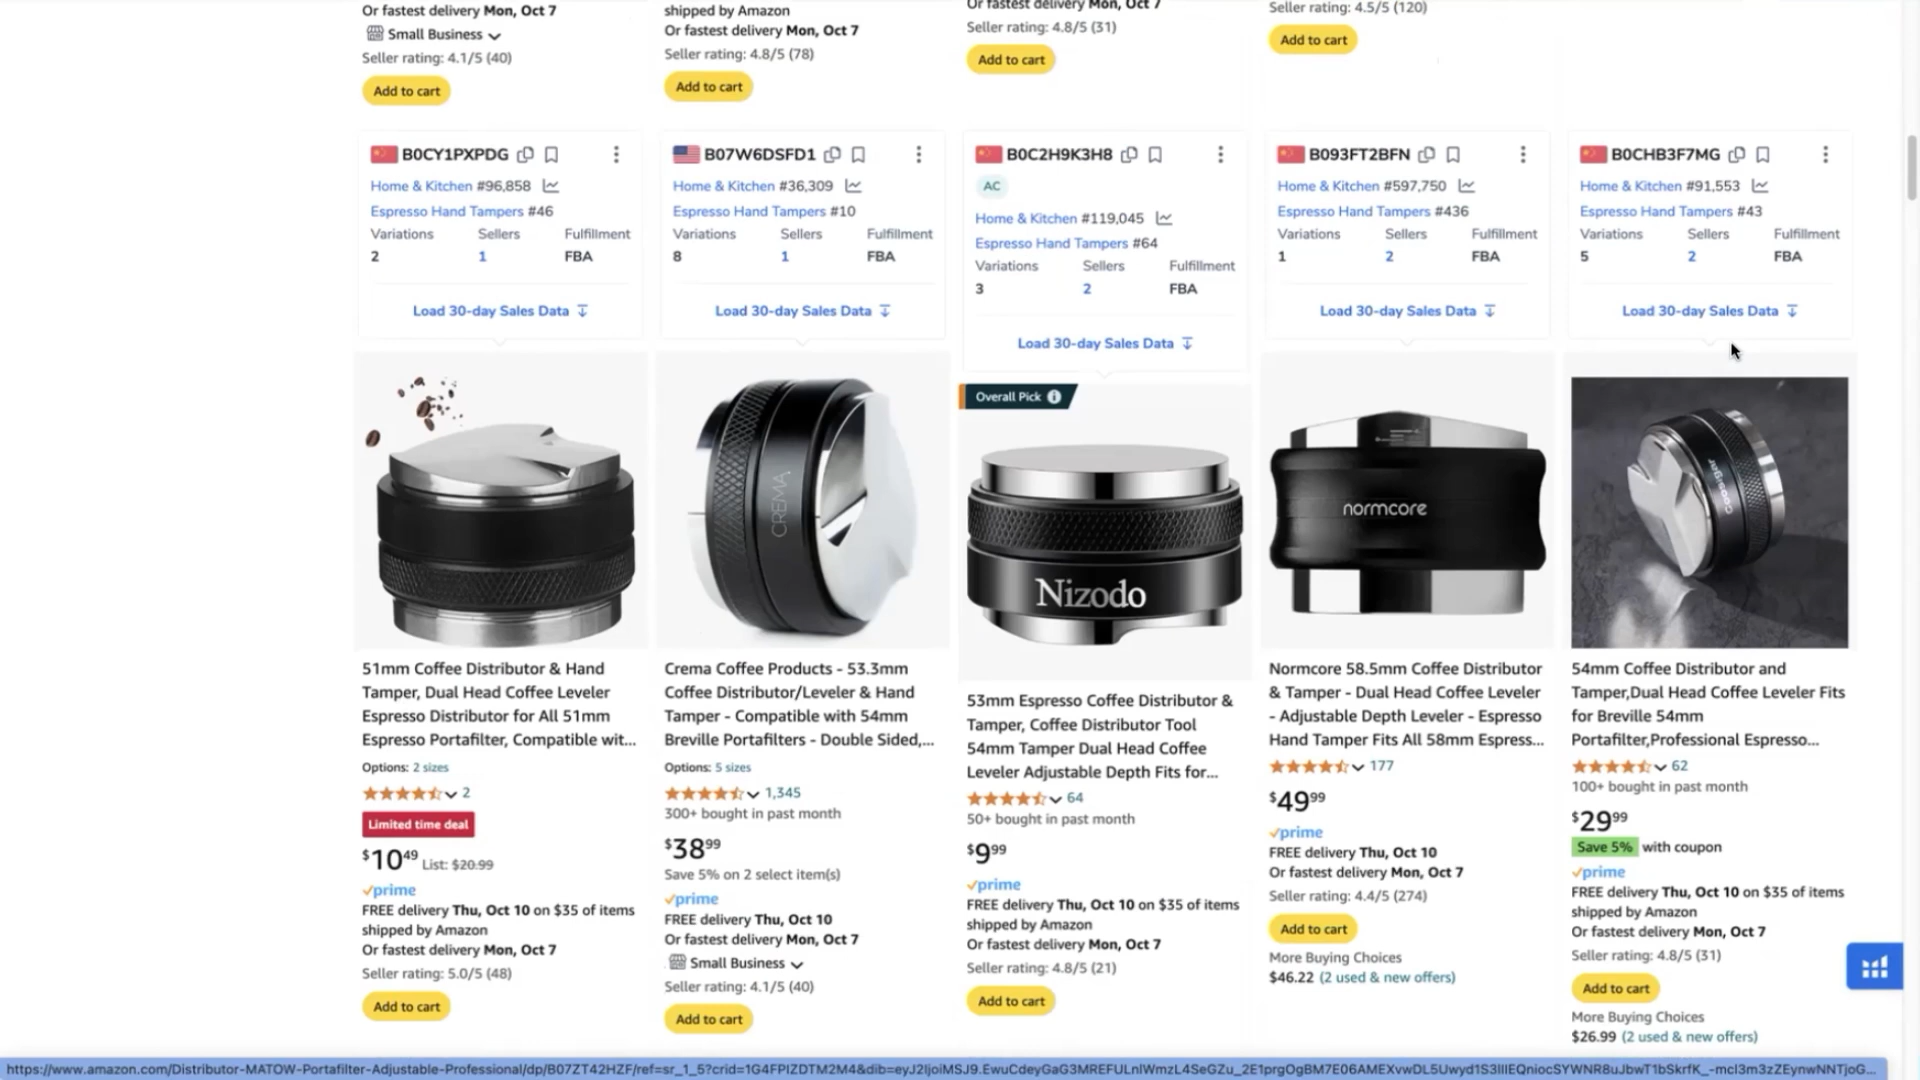 Or fastest delivery Mon, Oct 7
Small Business
Seller rating: 4.1/5 (40)
Add to cart
shipped by Amazon
Or fastest delivery Mon, Oct 7
Seller rating: 4.8/5 (78)
Add to cart
Or fastest delivery Mon, Oct 7
Seller rating: 4.8/5 (31)
Add to cart
Seller rating: 4.5/5 (120)
Add to cart
B0CY1PXPDG
Home & Kitchen #96,858
Espresso Hand Tampers #46
Variations Sellers Fulfillment
2 1 FBA
Load 30-day Sales Data
51mm Coffee Distributor & Hand
Tamper, Dual Head Coffee Leveler
Espresso Distributor for All 51mm
Espresso Portafilter, Compatible wit...
Options: 2 sizes
2
Limited time deal
$10.49 List: $20.99
prime
FREE delivery Thu, Oct 10 on $35 of items
shipped by Amazon
Or fastest delivery Mon, Oct 7
Seller rating: 5.0/5 (48)
Add to cart
B07W6DSFD1
Home & Kitchen #36,309
Espresso Hand Tampers #10
Variations Sellers Fulfillment
8 1 FBA
Load 30-day Sales Data
CREMA
Crema Coffee Products - 53.3mm
Coffee Distributor/Leveler & Hand
Tamper - Compatible with 54mm
Breville Portafilters - Double Sided,...
Options: 5 sizes
1,345
300+ bought in past month
$38.99
Save 5% on 2 select item(s)
prime
FREE delivery Thu, Oct 10
Or fastest delivery Mon, Oct 7
Small Business
Seller rating: 4.1/5 (40)
Add to cart
B0C2H9K3H8
AC
Home & Kitchen #119,045
Espresso Hand Tampers #64
Variations Sellers Fulfillment
3 2 FBA
Load 30-day Sales Data
Overall Pick
Nizodo
53mm Espresso Coffee Distributor &
Tamper, Coffee Distributor Tool
54mm Tamper Dual Head Coffee
Leveler Adjustable Depth Fits for...
64
50+ bought in past month
$9.99
prime
FREE delivery Thu, Oct 10 on $35 of items
shipped by Amazon
Or fastest delivery Mon, Oct 7
Seller rating: 4.8/5 (21)
Add to cart
B093FT2BFN
Home & Kitchen #597,750
Espresso Hand Tampers #436
Variations Sellers Fulfillment
1 2 FBA
Load 30-day Sales Data
normcore
Normcore 58.5mm Coffee Distributor
& Tamper - Dual Head Coffee Leveler
- Adjustable Depth Leveler - Espresso
Hand Tamper Fits All 58mm Espress...
177
$49.99
prime
FREE delivery Thu, Oct 10
Or fastest delivery Mon, Oct 7
Seller rating: 4.4/5 (274)
Add to cart
More Buying Choices
$46.22 (2 used & new offers)
B0CHB3F7MG
Home & Kitchen #91,553
Espresso Hand Tampers #43
Variations Sellers Fulfillment
5 2 FBA
Load 30-day Sales Data
54mm Coffee Distributor and
Tamper,Dual Head Coffee Leveler Fits
for Breville 54mm
Portafilter,Professional Espresso...
62
100+ bought in past month
$29.99
Save 5% with coupon
prime
FREE delivery Thu, Oct 10 on $35 of items
shipped by Amazon
Or fastest delivery Mon, Oct 7
Seller rating: 4.8/5 (31)
Add to cart
More Buying Choices
$26.99 (2 used & new offers)